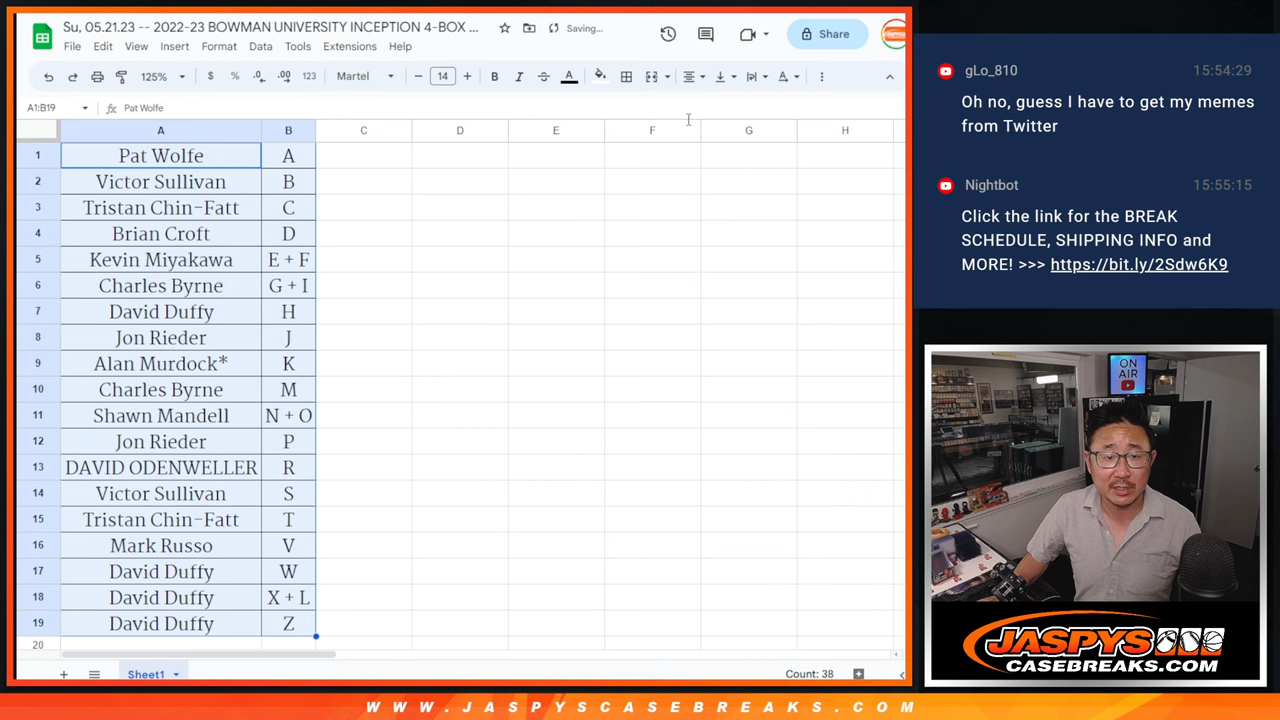 Su, 05.21.23 -- 2022-23 BOWMAN UNIVERSITY INCEPTION 4-BOX ...
Saving...
Share
File Edit View Insert Format Data Tools Extensions Help
125% $ % .0 .00 123 Martel − 14 + B I A
A1:B19 fx Pat Wolfe
A B C D E F G H
1 Pat Wolfe A
2 Victor Sullivan B
3 Tristan Chin-Fatt C
4 Brian Croft D
5 Kevin Miyakawa E + F
6 Charles Byrne G + I
7 David Duffy H
8 Jon Rieder J
9 Alan Murdock* K
10 Charles Byrne M
11 Shawn Mandell N + O
12 Jon Rieder P
13 DAVID ODENWELLER R
14 Victor Sullivan S
15 Tristan Chin-Fatt T
16 Mark Russo V
17 David Duffy W
18 David Duffy X + L
19 David Duffy Z
20
Sheet1
Count: 38
gLo_810 15:54:29
Oh no, guess I have to get my memes
from Twitter
Nightbot 15:55:15
Click the link for the BREAK
SCHEDULE, SHIPPING INFO and
MORE! >>> https://bit.ly/2Sdw6K9
ON
AIR
JASPYS
CASEBREAKS.COM
WWW.JASPYSCASEBREAKS.COM